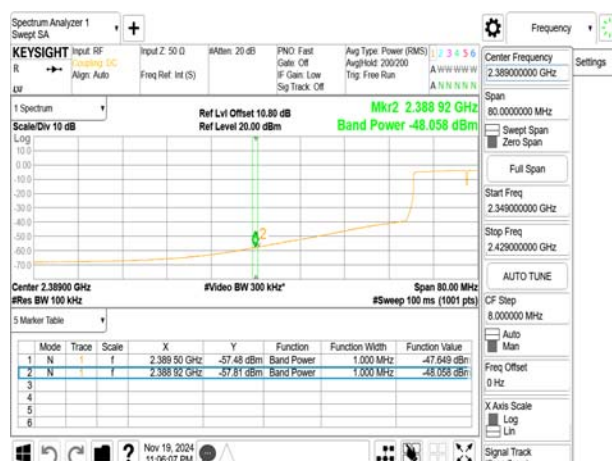 Spectrum Analyzer 1
Swept SA
Frequency
KEYSIGHT
Input: RF
Coupling: DC
Align: Auto
Input Z: 50 Ω
Freq Ref: Int (S)
#Atten: 20 dB
PNO: Fast
Gate: Off
IF Gain: Low
Sig Track: Off
Avg Type: Power (RMS)
Avg|Hold: 200/200
Trig: Free Run
1 2 3 4 5 6
A W W W W W
A N N N N N
R
LXI
1 Spectrum
Scale/Div 10 dB
Ref Lvl Offset 10.80 dB
Ref Level 20.00 dBm
Mkr2 2.388 92 GHz
Band Power -48.058 dBm
Log
10.0
0.00
-10.0
-20.0
-30.0
-40.0
-50.0
-60.0
-70.0
2
Center 2.38900 GHz
#Res BW 100 kHz
#Video BW 300 kHz*
Span 80.00 MHz
#Sweep 100 ms (1001 pts)
5 Marker Table
Mode Trace Scale X Y Function Function Width Function Value
1 N 1 f 2.389 50 GHz -57.48 dBm Band Power 1.000 MHz -47.649 dBm
2 N 1 f 2.388 92 GHz -57.81 dBm Band Power 1.000 MHz -48.058 dBm
3
4
5
6
Nov 19, 2024
11:06:07 PM
Center Frequency
2.389000000 GHz
Settings
Span
80.0000000 MHz
Swept Span
Zero Span
Full Span
Start Freq
2.349000000 GHz
Stop Freq
2.429000000 GHz
AUTO TUNE
CF Step
8.000000 MHz
Auto
Man
Freq Offset
0 Hz
X Axis Scale
Log
Lin
Signal Track